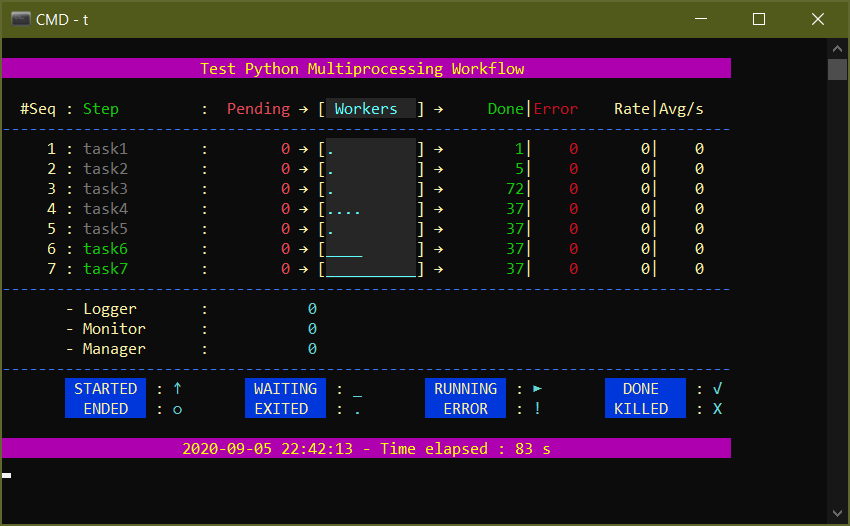 CMD - t
Test Python Multiprocessing Workflow
#Seq : Step : Pending → [ Workers ] → Done|Error Rate|Avg/s
1 : task1 : 0 → [. ] → 1| 0 0| 0
2 : task2 : 0 → [. ] → 5| 0 0| 0
3 : task3 : 0 → [. ] → 72| 0 0| 0
4 : task4 : 0 → [.... ] → 37| 0 0| 0
5 : task5 : 0 → [. ] → 37| 0 0| 0
6 : task6 : 0 → [____ ] → 37| 0 0| 0
7 : task7 : 0 → [__________] → 37| 0 0| 0
- Logger : 0
- Monitor : 0
- Manager : 0
STARTED : ↑ WAITING : _ RUNNING : ► DONE : √
ENDED : o EXITED : . ERROR : ! KILLED : X
2020-09-05 22:42:13 - Time elapsed : 83 s